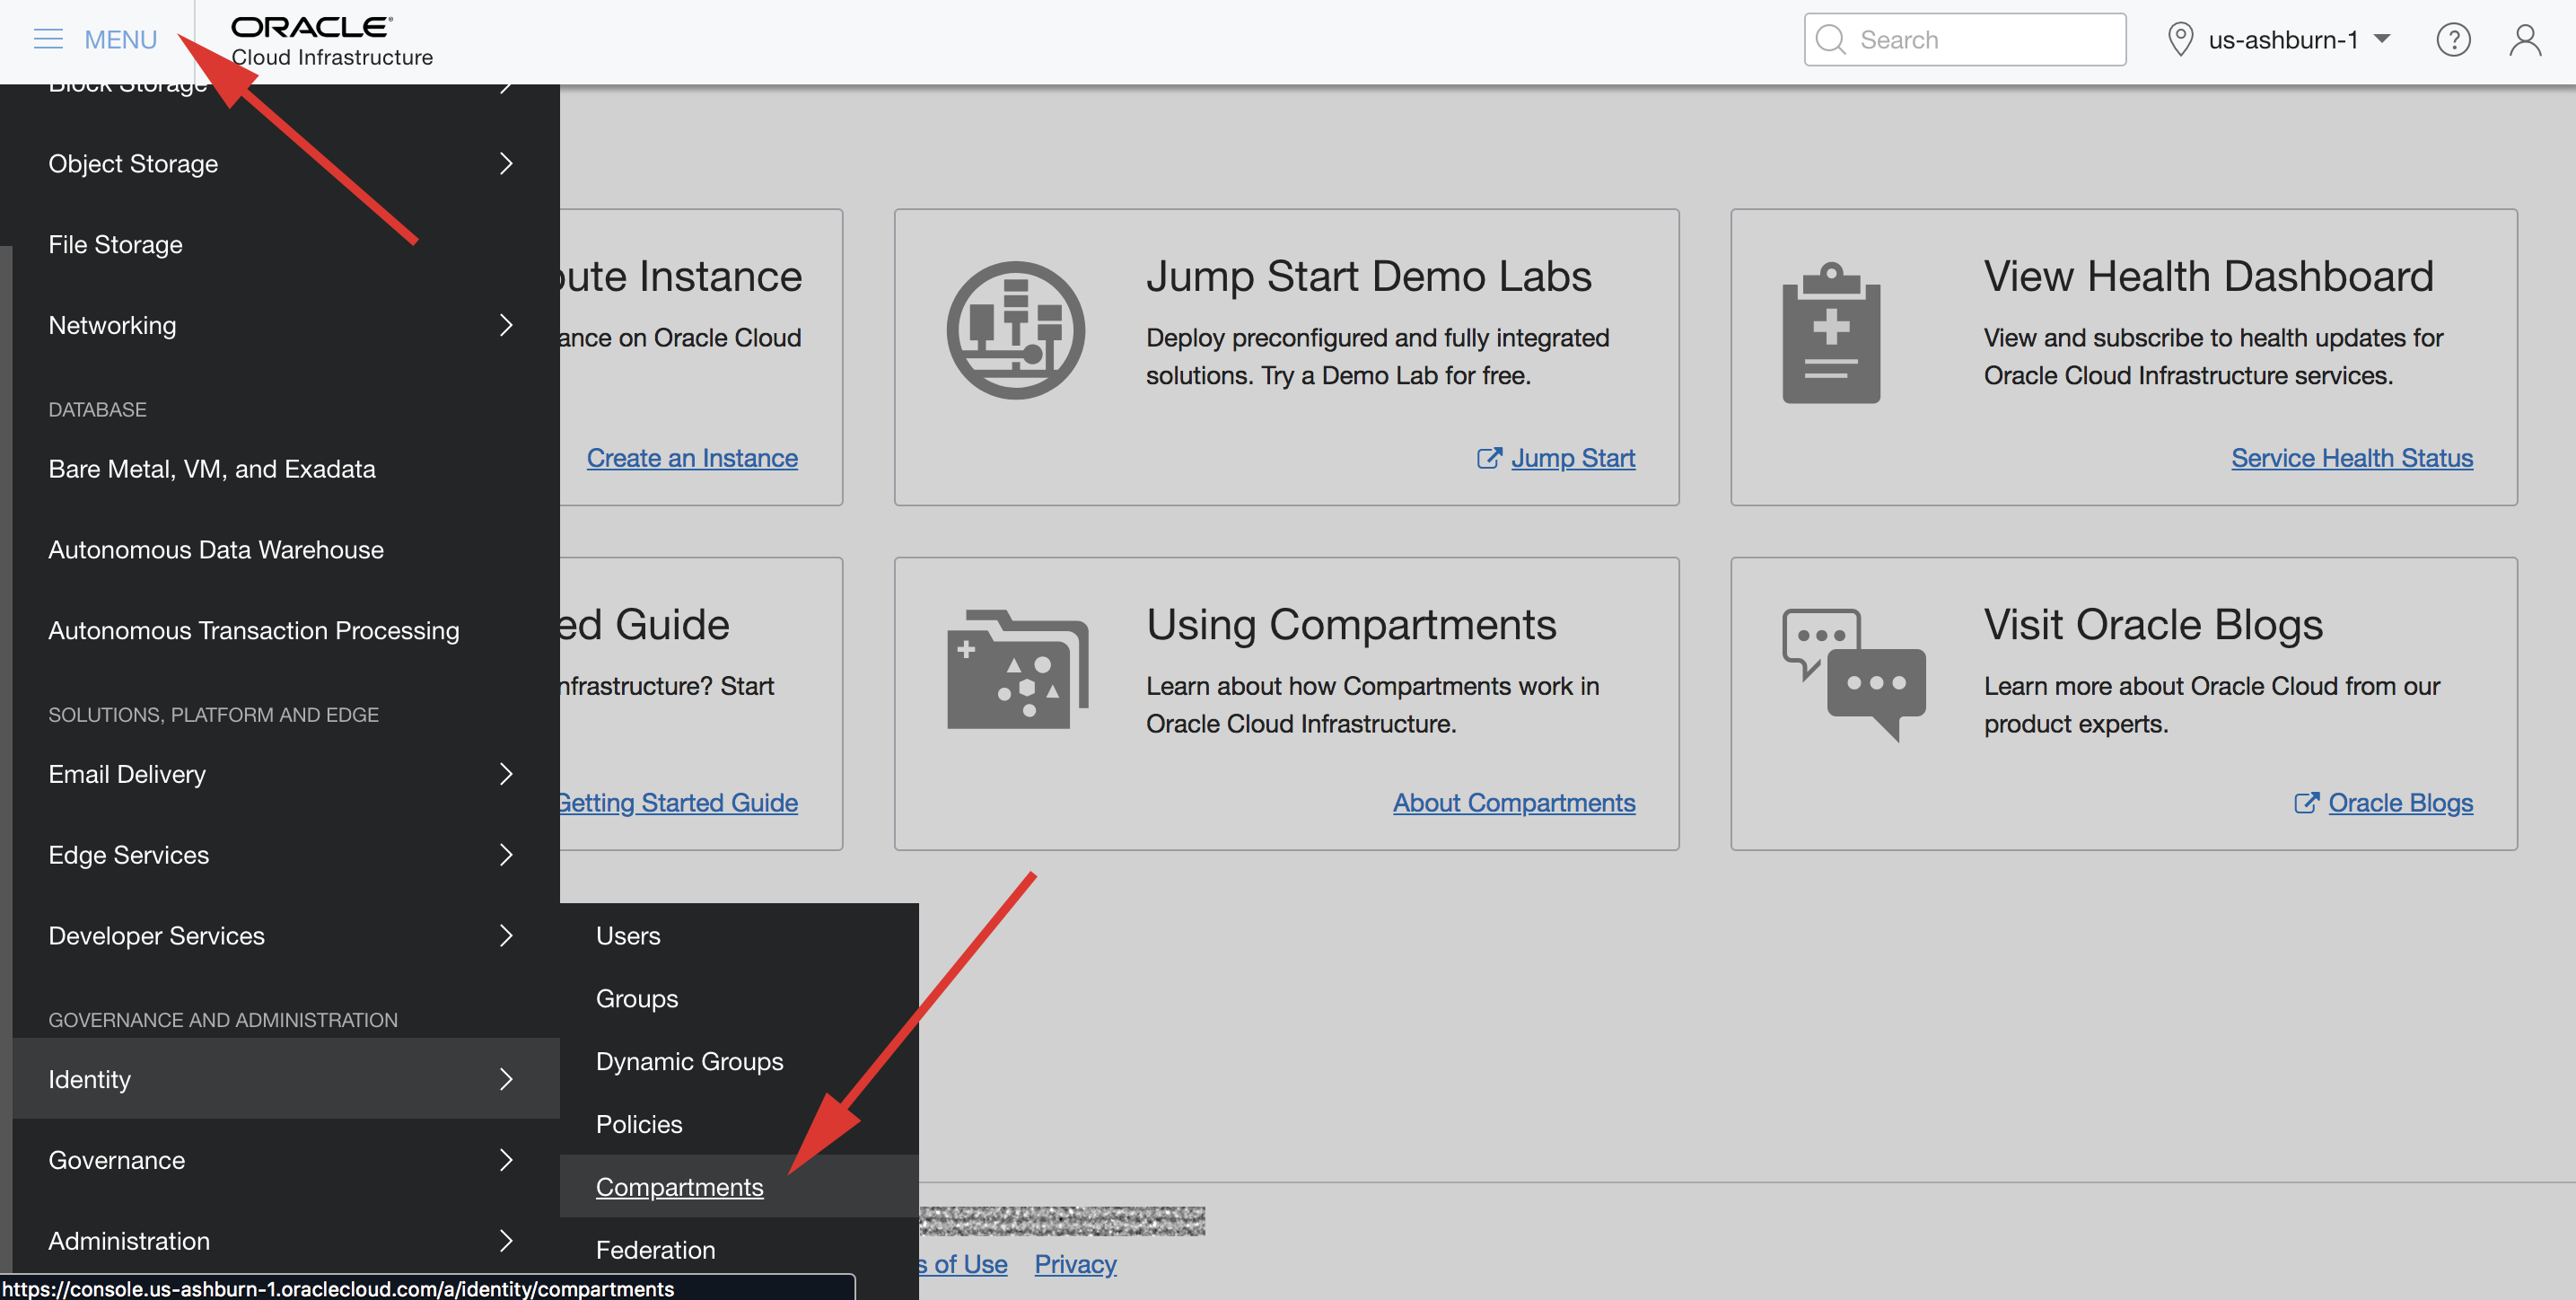 MENU
ORACLE
Cloud Infrastructure
Search
us-ashburn-1
?
Block Storage
Object Storage
File Storage
Networking
DATABASE
Bare Metal, VM, and Exadata
Autonomous Data Warehouse
Autonomous Transaction Processing
SOLUTIONS, PLATFORM AND EDGE
Email Delivery
Edge Services
Developer Services
GOVERNANCE AND ADMINISTRATION
Identity
Governance
Administration
Users
Groups
Dynamic Groups
Policies
Compartments
Federation
ute Instance
ance on Oracle Cloud
Create an Instance
Jump Start Demo Labs
Deploy preconfigured and fully integrated
solutions. Try a Demo Lab for free.
Jump Start
View Health Dashboard
View and subscribe to health updates for
Oracle Cloud Infrastructure services.
Service Health Status
ed Guide
nfrastructure? Start
Getting Started Guide
Using Compartments
Learn about how Compartments work in
Oracle Cloud Infrastructure.
About Compartments
Visit Oracle Blogs
Learn more about Oracle Cloud from our
product experts.
Oracle Blogs
s of Use Privacy
https://console.us-ashburn-1.oraclecloud.com/a/identity/compartments